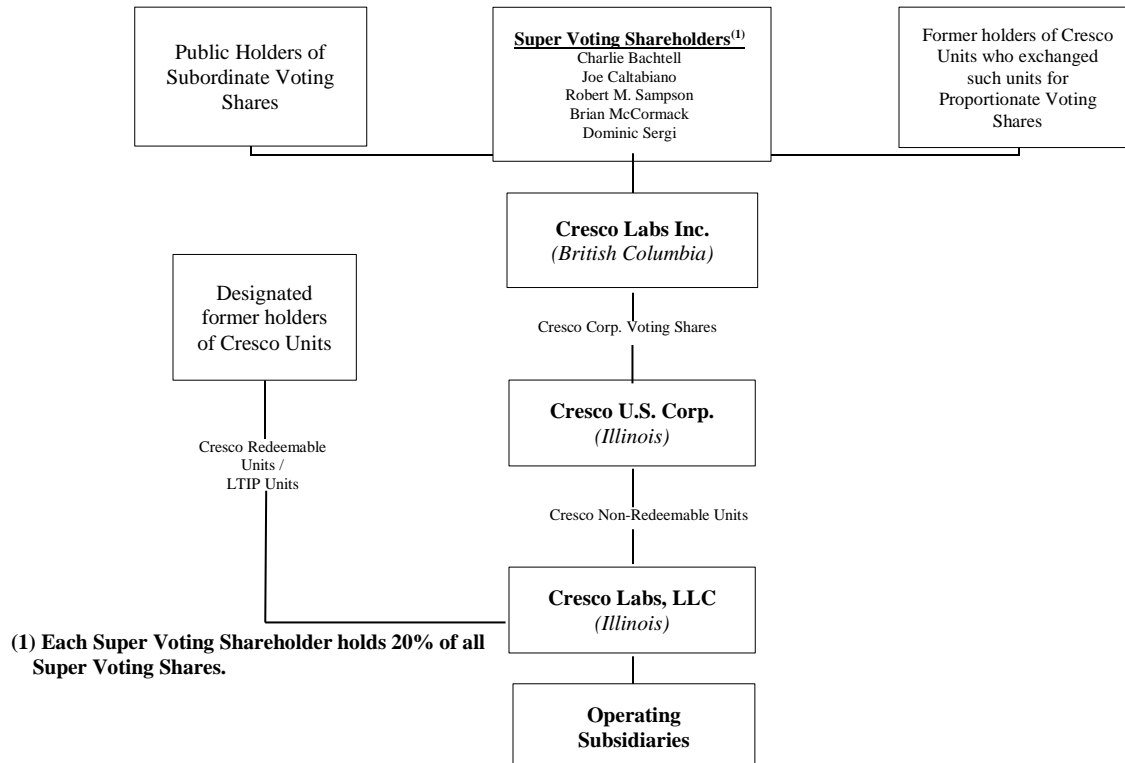 Public Holders of
Subordinate Voting
Shares
Super Voting Shareholders(1)
Charlie Bachtell
Joe Caltabiano
Robert M. Sampson
Brian McCormack
Dominic Sergi
Former holders of Cresco
Units who exchanged
such units for
Proportionate Voting
Shares
Cresco Labs Inc.
(British Columbia)
Designated
former holders
of Cresco Units
Cresco Corp. Voting Shares
Cresco U.S. Corp.
(Illinois)
Cresco Redeemable
Units /
LTIP Units
Cresco Non-Redeemable Units
Cresco Labs, LLC
(Illinois)
(1) Each Super Voting Shareholder holds 20% of all
Super Voting Shares.
Operating
Subsidiaries